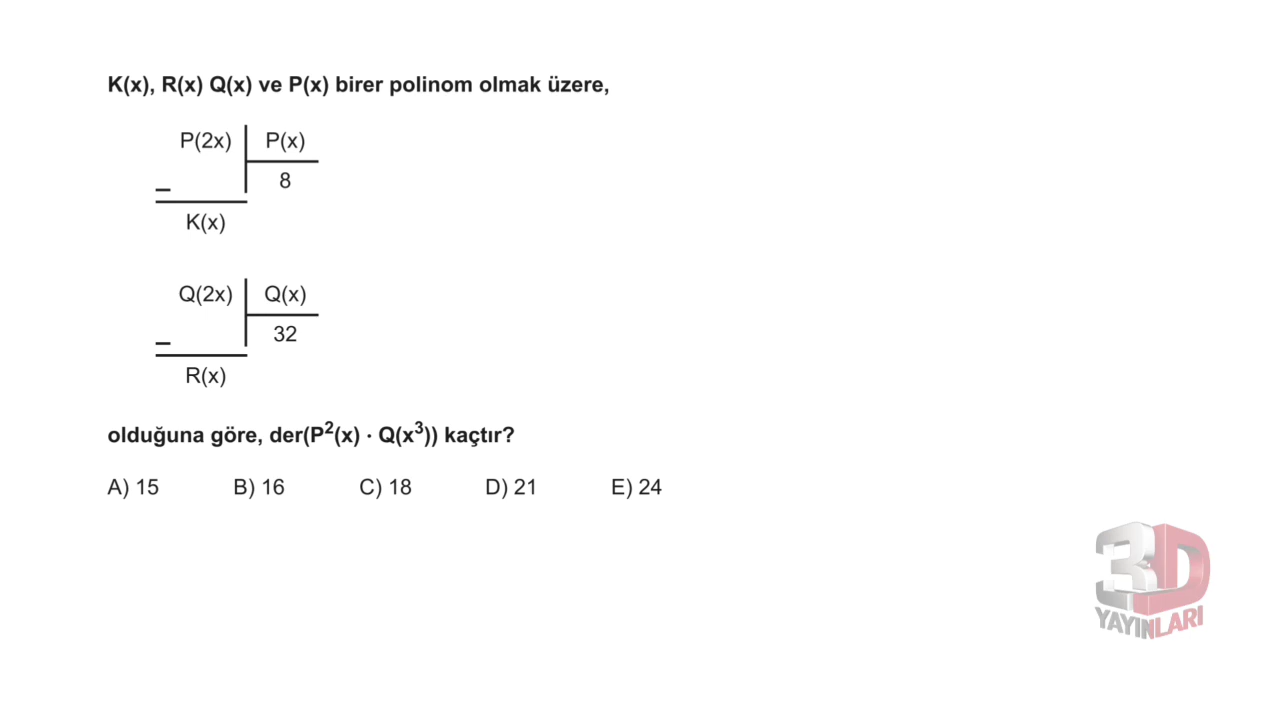 K(x), R(x) Q(x) ve P(x) birer polinom olmak üzere,
P(2x) P(x)
8
–
K(x)
Q(2x) Q(x)
32
–
R(x)
olduğuna göre, der(P²(x) · Q(x³)) kaçtır?
A) 15 B) 16 C) 18 D) 21 E) 24
3D
YAYINLARI